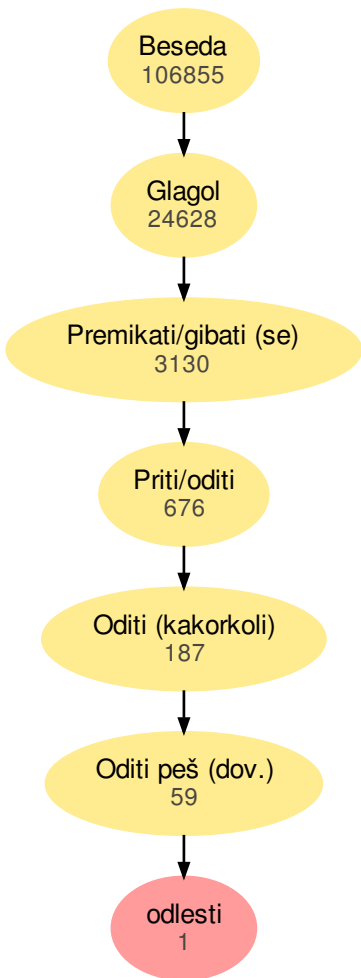 Beseda
106855
Glagol
24628
Premikati/gibati (se)
3130
Priti/oditi
676
Oditi (kakorkoli)
187
Oditi peš (dov.)
59
odlesti
1